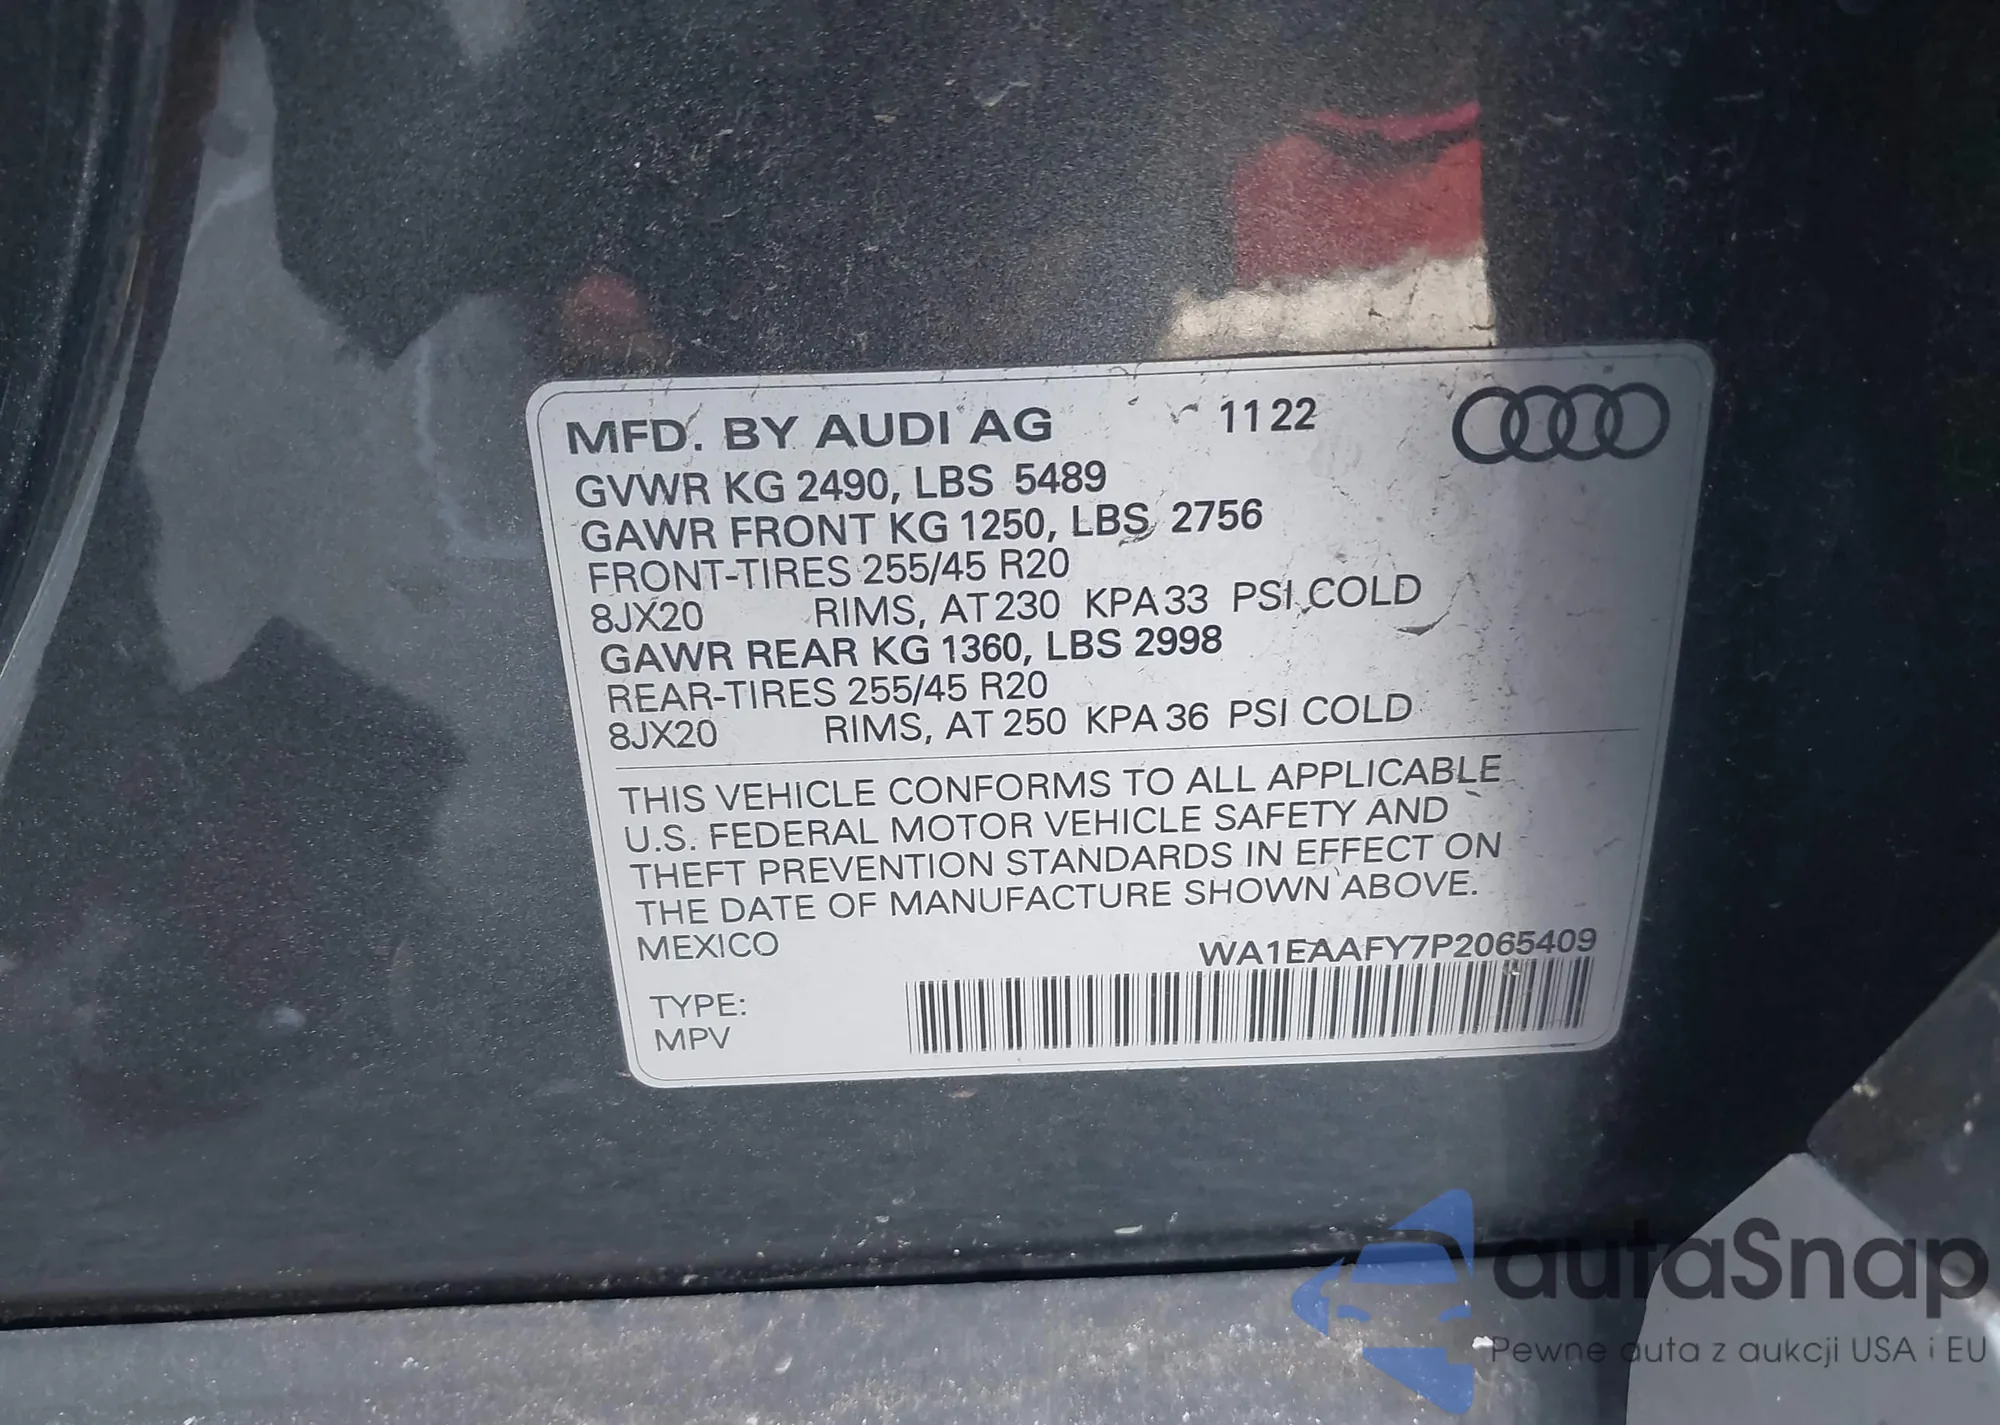 MFD. BY AUDI AG 11 22
GVWR KG 2490, LBS 5489
GAWR FRONT KG 1250, LBS 2756
FRONT-TIRES 255/45 R20
8JX20 RIMS, AT 230 KPA 33 PSI COLD
GAWR REAR KG 1360, LBS 2998
REAR-TIRES 255/45 R20
8JX20 RIMS, AT 250 KPA 36 PSI COLD
THIS VEHICLE CONFORMS TO ALL APPLICABLE
U.S. FEDERAL MOTOR VEHICLE SAFETY AND
THEFT PREVENTION STANDARDS IN EFFECT ON
THE DATE OF MANUFACTURE SHOWN ABOVE.
MEXICO WA1EAAFY7P2065409
TYPE:
MPV
autaSnap
Pewne auta z aukcji USA i EU